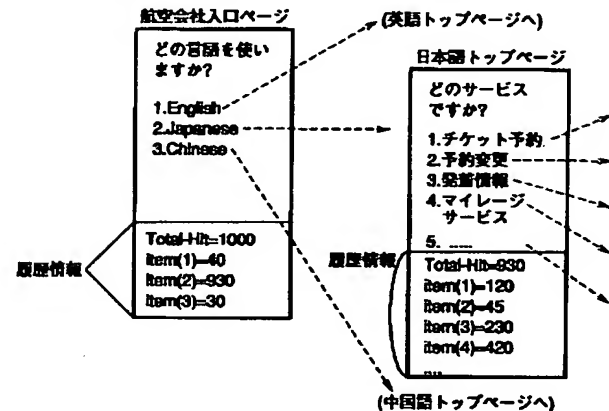 航空会社入口ページ
どの言語を使い
ますか?
1.English
2.Japanese
3.Chinese
履歴情報
Total-Hit=1000
item(1)=40
item(2)=930
item(3)=30
(英語トップページへ)
日本語トップページ
どのサービス
ですか?
1.チケット予約
2.予約変更
3.発着情報
4.マイレージ
サービス
5. .....
履歴情報
Total-Hit=930
item(1)=120
item(2)=45
item(3)=230
item(4)=420
.....
(中国語トップページへ)